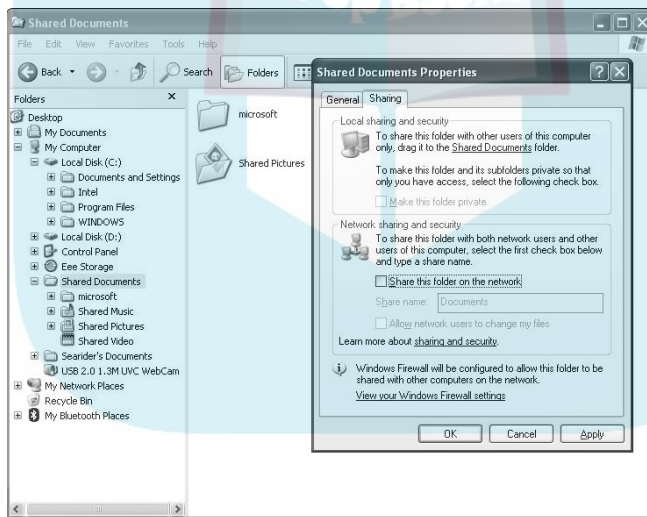 Shared Documents
File Edit View Favorites Tools Help
Back Search Folders
Folders
Desktop
My Documents
My Computer
Local Disk (C:)
Documents and Settings
Intel
Program Files
WINDOWS
Local Disk (D:)
Control Panel
Eee Storage
Shared Documents
microsoft
Shared Music
Shared Pictures
Shared Video
Searider's Documents
USB 2.0 1.3M UVC WebCam
My Network Places
Recycle Bin
My Bluetooth Places
microsoft
Shared Pictures
Shared Documents Properties
General Sharing
Local sharing and security
To share this folder with other users of this computer
only, drag it to the Shared Documents folder.
To make this folder and its subfolders private so that
only you have access, select the following check box.
Make this folder private
Network sharing and security
To share this folder with both network users and other
users of this computer, select the first check box below
and type a share name.
Share this folder on the network
Share name: Documents
Allow network users to change my files
Learn more about sharing and security.
Windows Firewall will be configured to allow this folder to be
shared with other computers on the network.
View your Windows Firewall settings
OK Cancel Apply